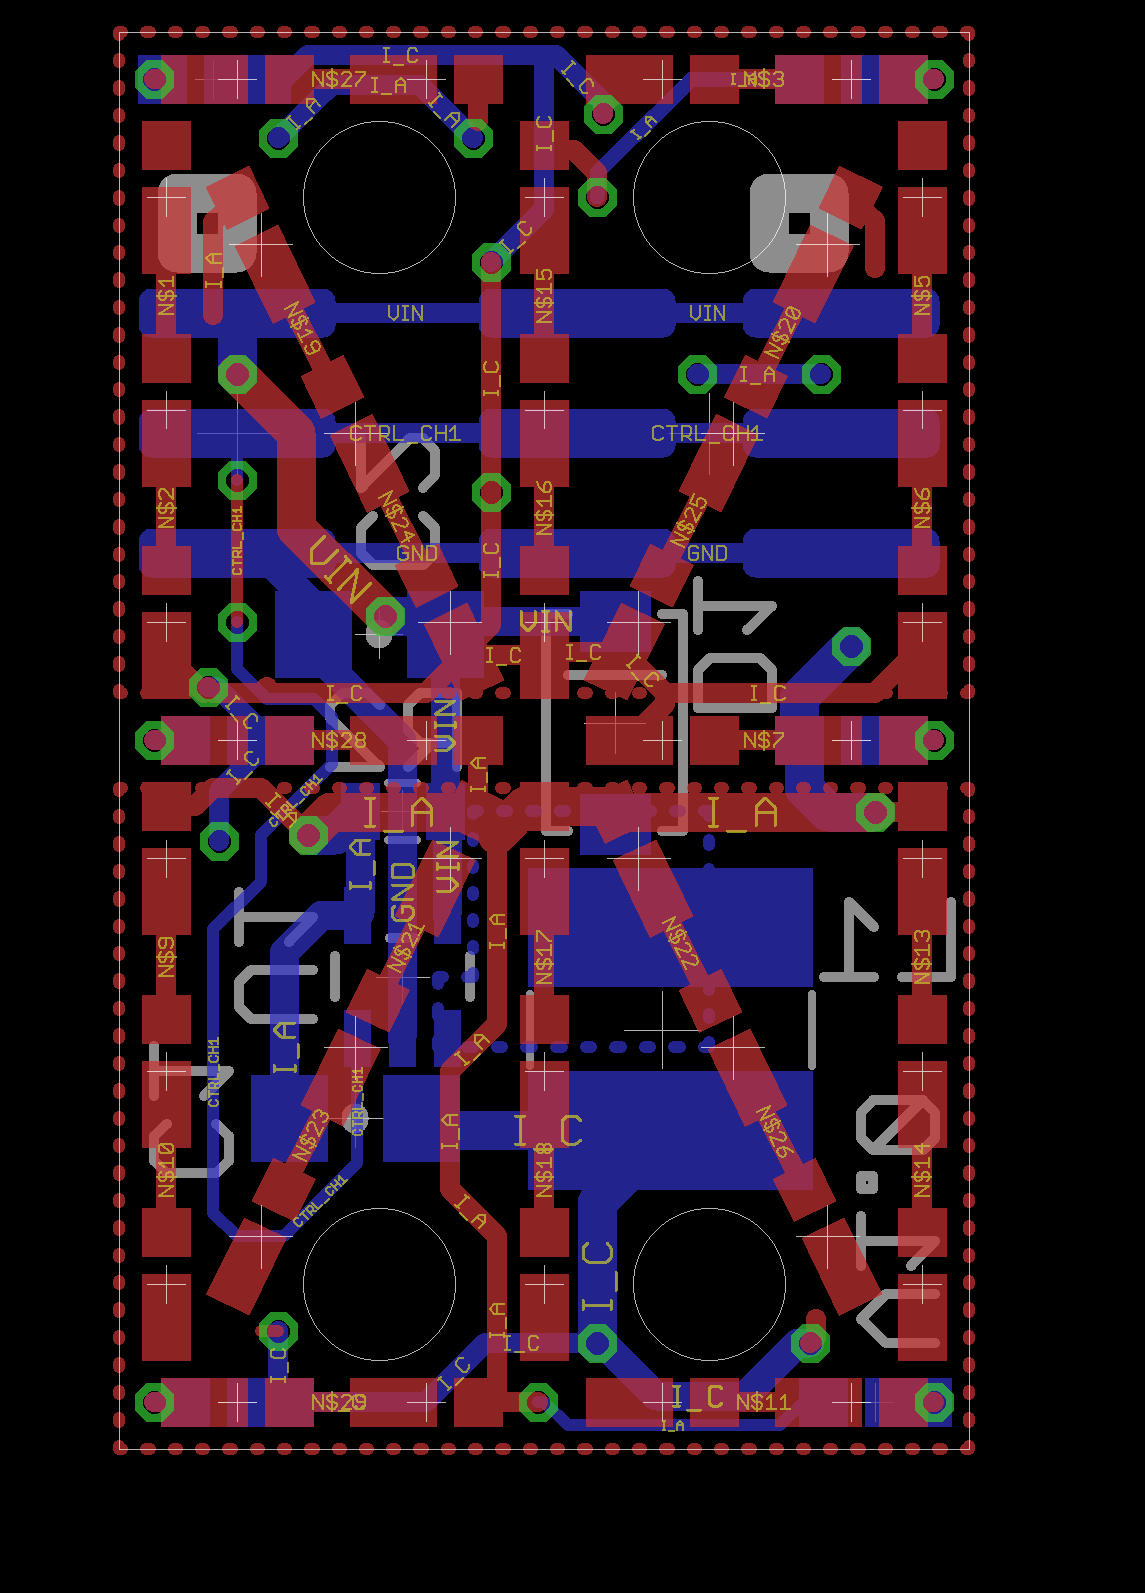 I_C
N$27
I_A
I_C
N$3
I_A
I_A
I_C
I_A
I_C
I_A
N$1
N$15
N$5
VIN
VIN
N$19
N$20
I_C
I_A
CTRL_CH1
CTRL_CH1
N$2
N$24
N$16
N$25
N$6
CTRL_CH1
GND
I_C
GND
VIN
VIN
D1
I_C
I_C
I_C
I_C
I_C
I_C
VIN
N$28
N$7
I_C
I_A
CTRL_CH1
I_A
I_A
I_A
GND
VIN
I_A
N$9
N$21
N$17
N$22
N$13
L1
I_A
I_A
CTRL_CH1
CTRL_CH1
I_A
I_C
N$10
N$23
N$18
N$26
N$14
CTRL_CH1
I_A
A1.0
I_C
I_A
I_C
I_C
I_C
N$29
I_C
N$11
I_A